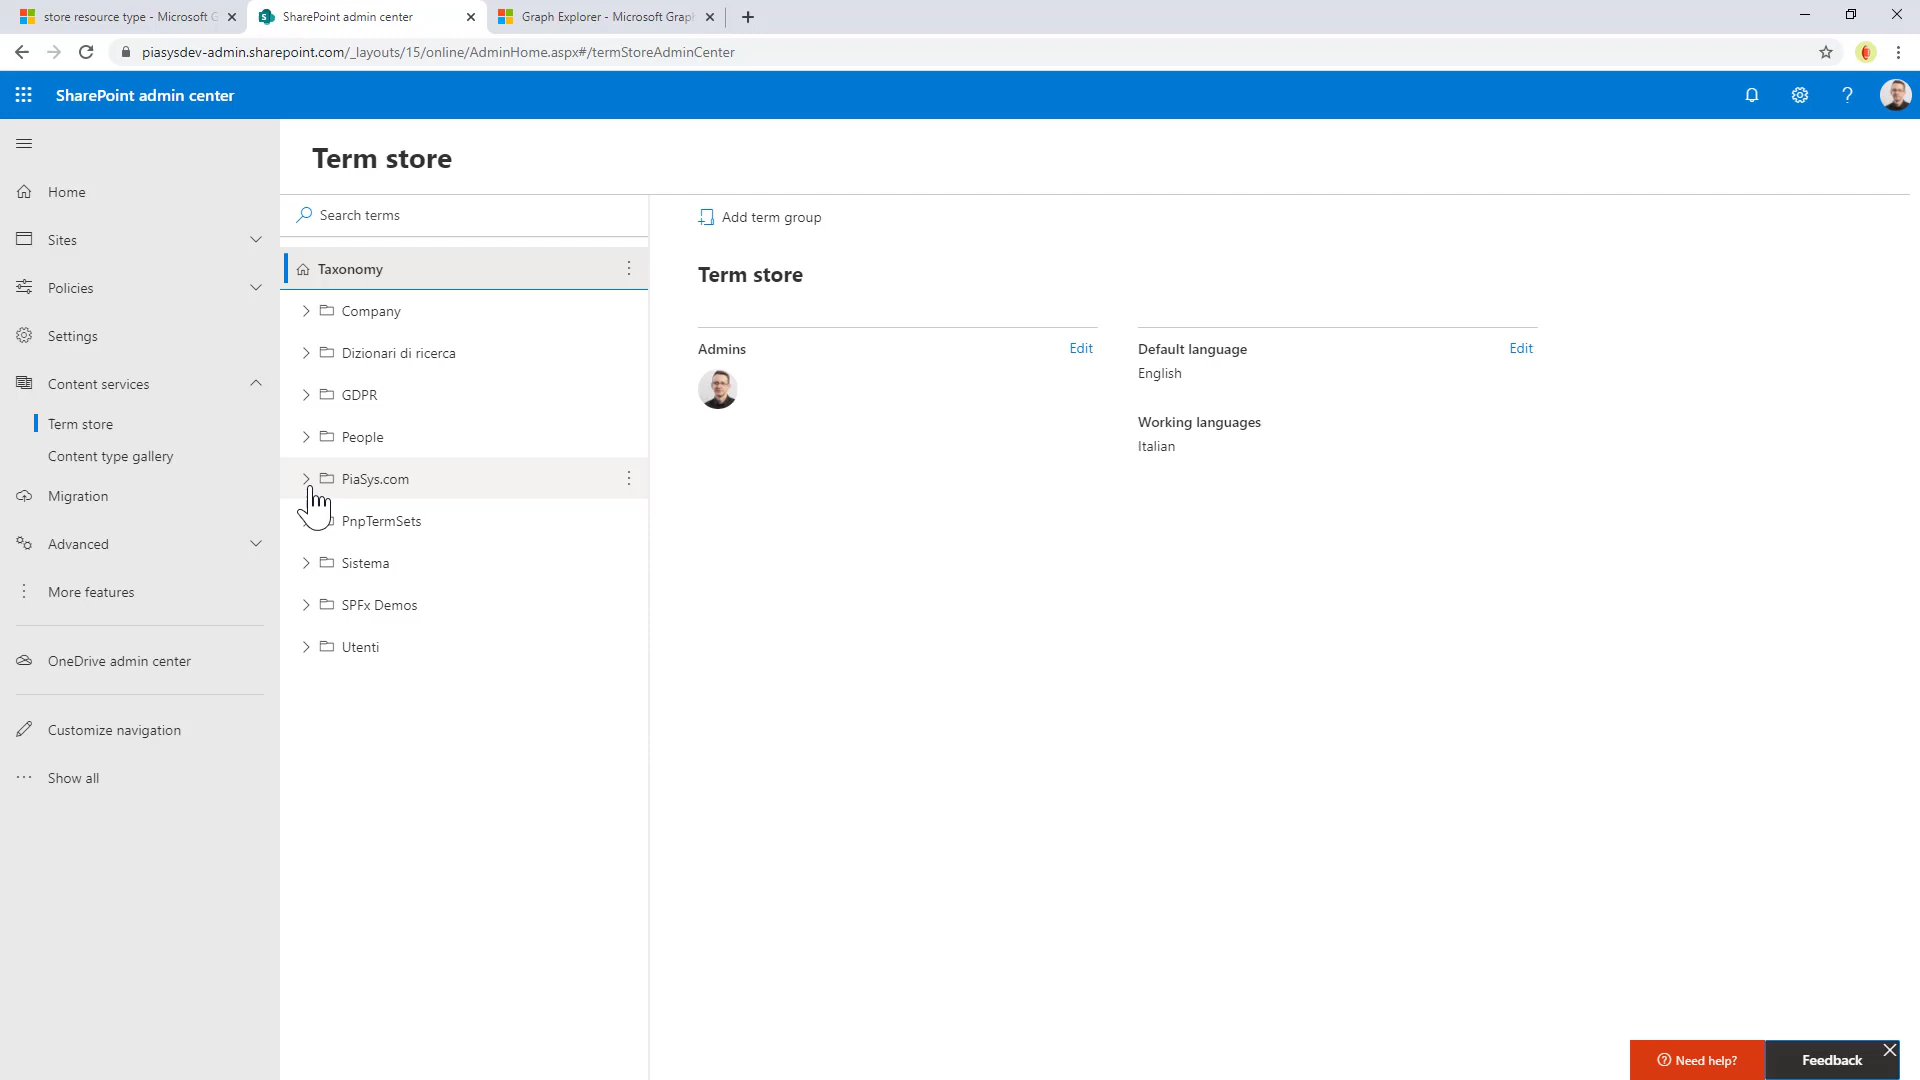 store resource type - Microsoft G
SharePoint admin center
Graph Explorer - Microsoft Grap
piasysdev-admin.sharepoint.com/_layouts/15/online/AdminHome.aspx#/termStoreAdminCenter
SharePoint admin center
Home
Sites
Policies
Settings
Content services
Term store
Content type gallery
Migration
Advanced
More features
OneDrive admin center
Customize navigation
Show all
Term store
Search terms
Taxonomy
Company
Dizionari di ricerca
GDPR
People
PiaSys.com
PnpTermSets
Sistema
SPFx Demos
Utenti
Add term group
Term store
Admins Edit
Default language Edit
English
Working languages
Italian
Need help?
Feedback